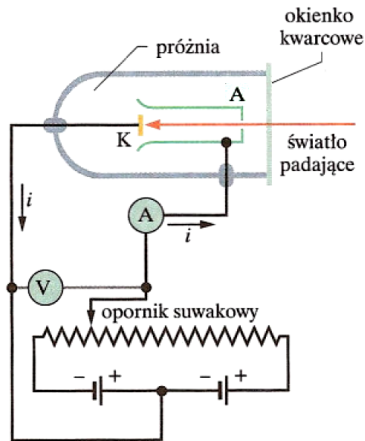 okienko
kwarcowe
próżnia
A
K
światło
padające
i
A
i
V
opornik suwakowy
− + − +